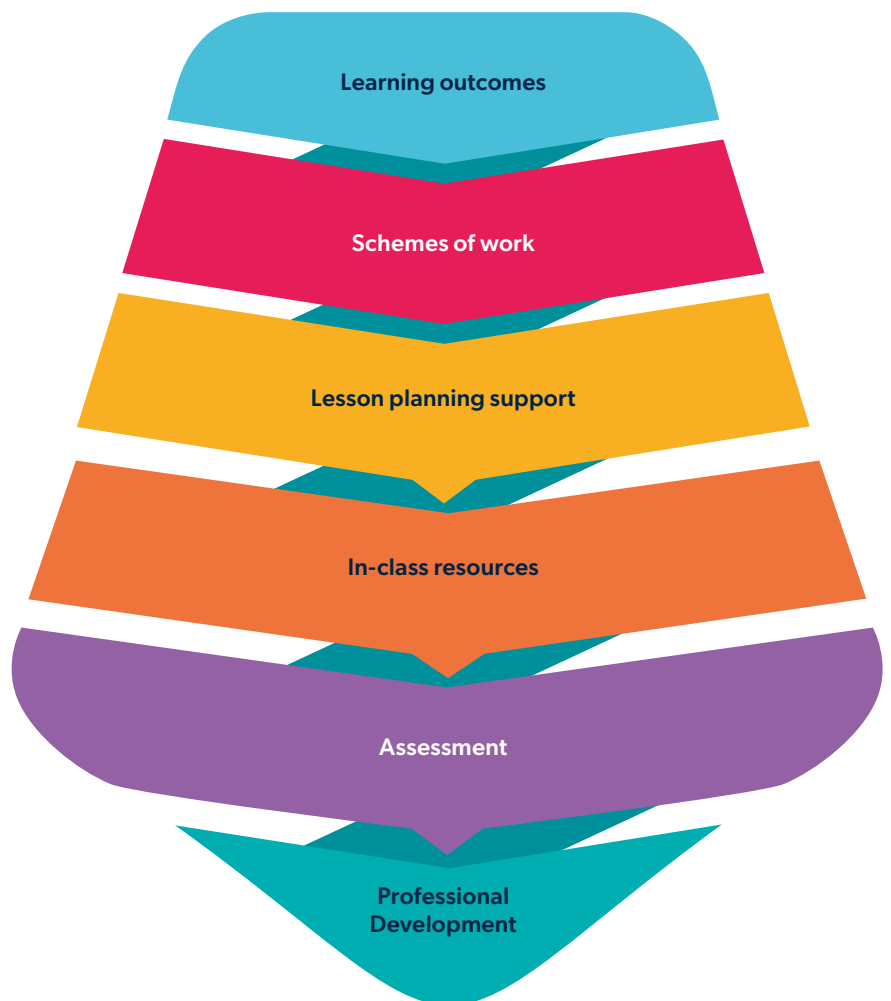 Learning outcomes
Schemes of work
Lesson planning support
In-class resources
Assessment
Professional
Development